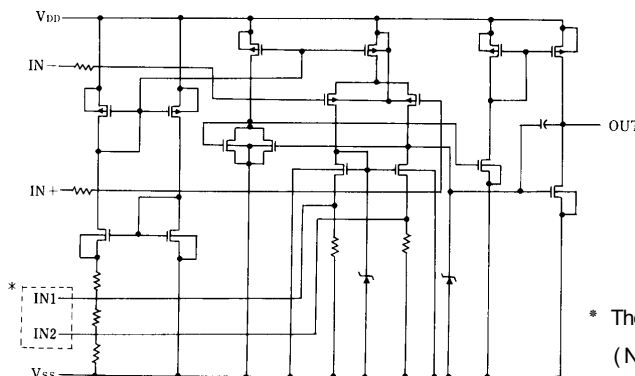 VDD
IN−
OUT
IN+
*
IN1
IN2
* The
(N
VSS